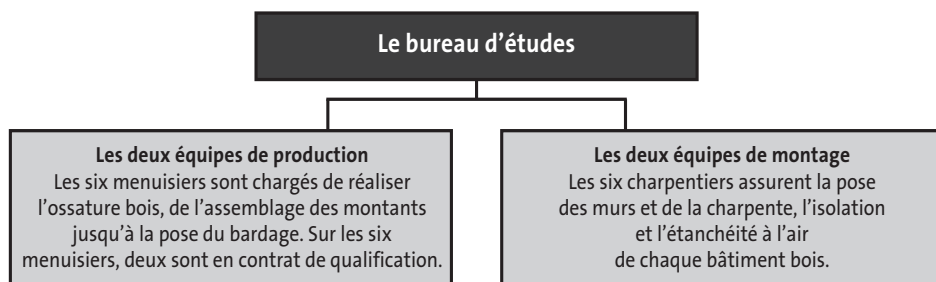 Le bureau d’études
Les deux équipes de production
Les six menuisiers sont chargés de réaliser
l’ossature bois, de l’assemblage des montants
jusqu’à la pose du bardage. Sur les six
menuisiers, deux sont en contrat de qualification.
Les deux équipes de montage
Les six charpentiers assurent la pose
des murs et de la charpente, l’isolation
et l’étanchéité à l’air
de chaque bâtiment bois.